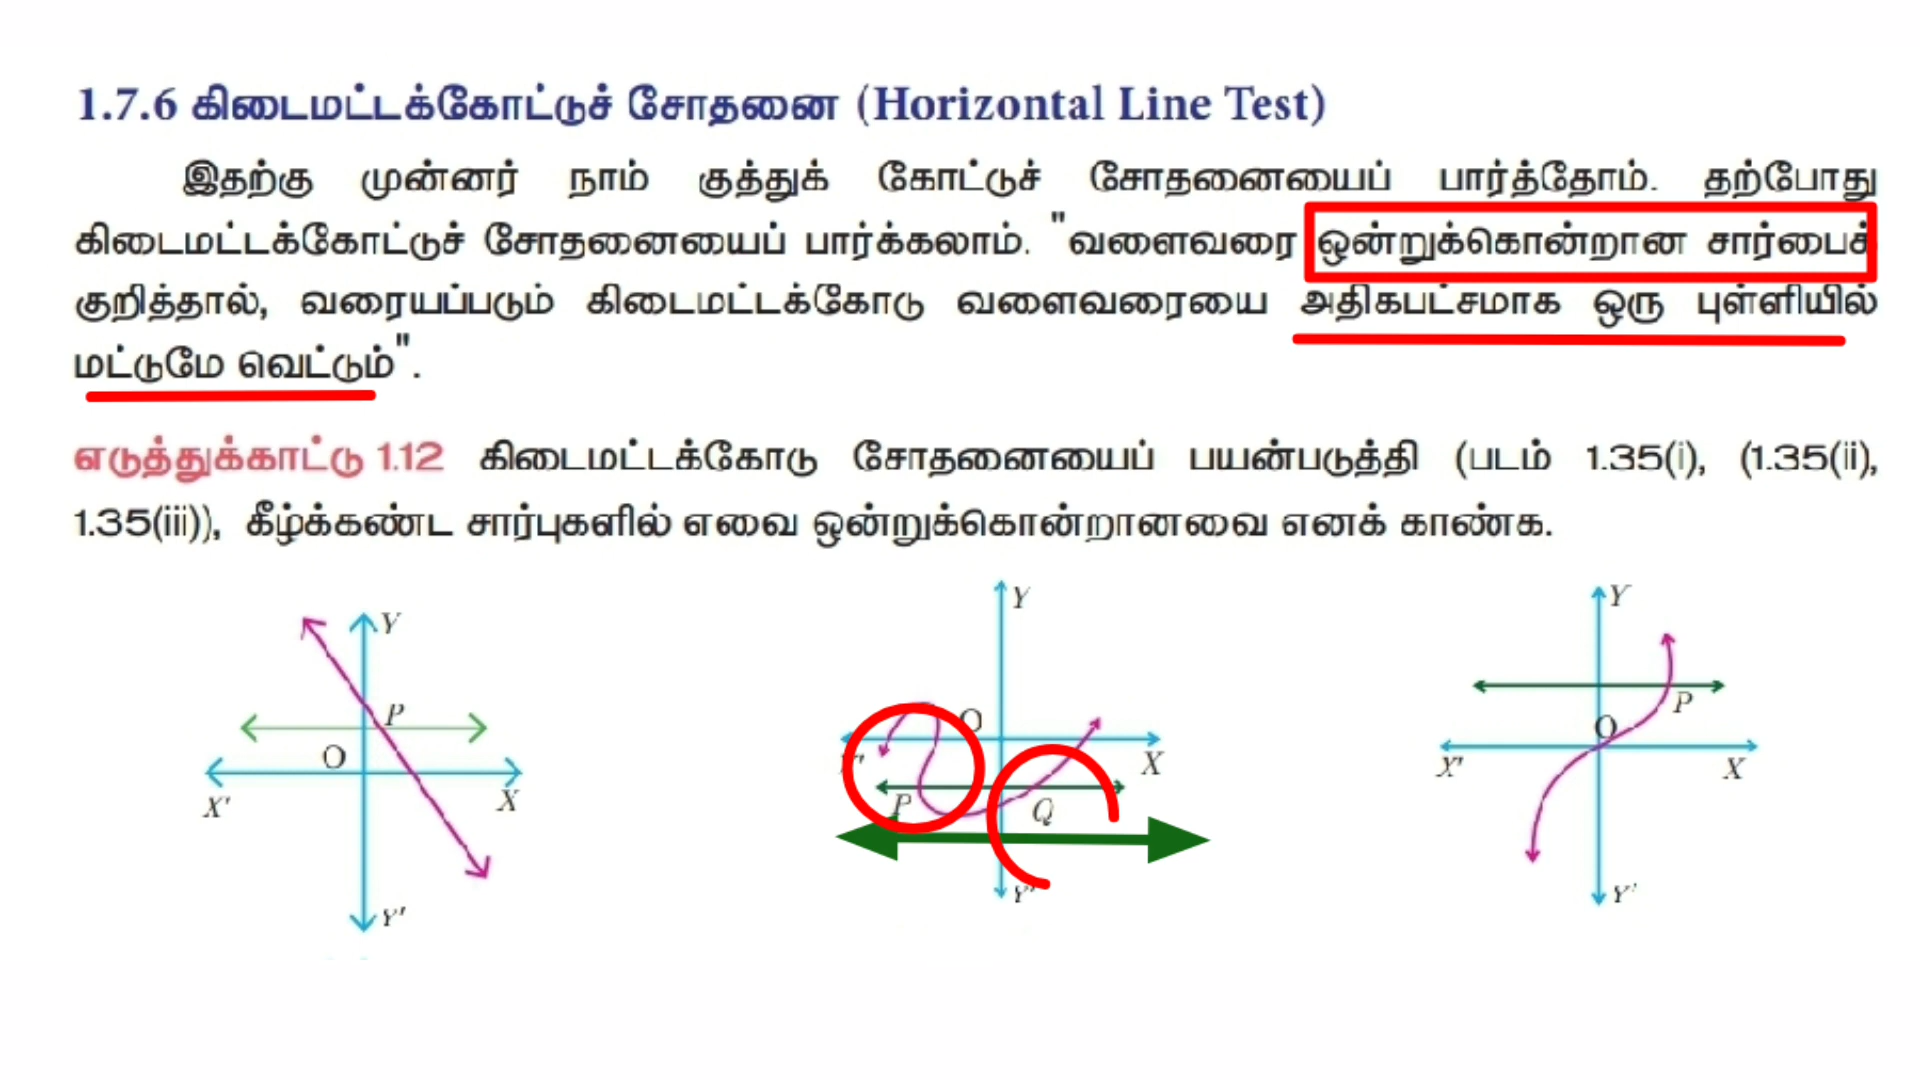 1.7.6 கிடைமட்டக்கோட்டுச் சோதனை (Horizontal Line Test)
இதற்கு முன்னர் நாம் குத்துக் கோட்டுச் சோதனையைப் பார்த்தோம். தற்போது
கிடைமட்டக்கோட்டுச் சோதனையைப் பார்க்கலாம். "வளைவரை ஒன்றுக்கொன்றான சார்பைக்
குறித்தால், வரையப்படும் கிடைமட்டக்கோடு வளைவரையை அதிகபட்சமாக ஒரு புள்ளியில்
மட்டுமே வெட்டும்".
எடுத்துக்காட்டு 1.12 கிடைமட்டக்கோடு சோதனையைப் பயன்படுத்தி (படம் 1.35(i), (1.35(ii),
1.35(iii)), கீழ்க்கண்ட சார்புகளில் எவை ஒன்றுக்கொன்றானவை எனக் காண்க.
Y
P
O
X'
X
Y'
Y
O
X
P
Q
Y'
Y
P
O
X'
X
Y'